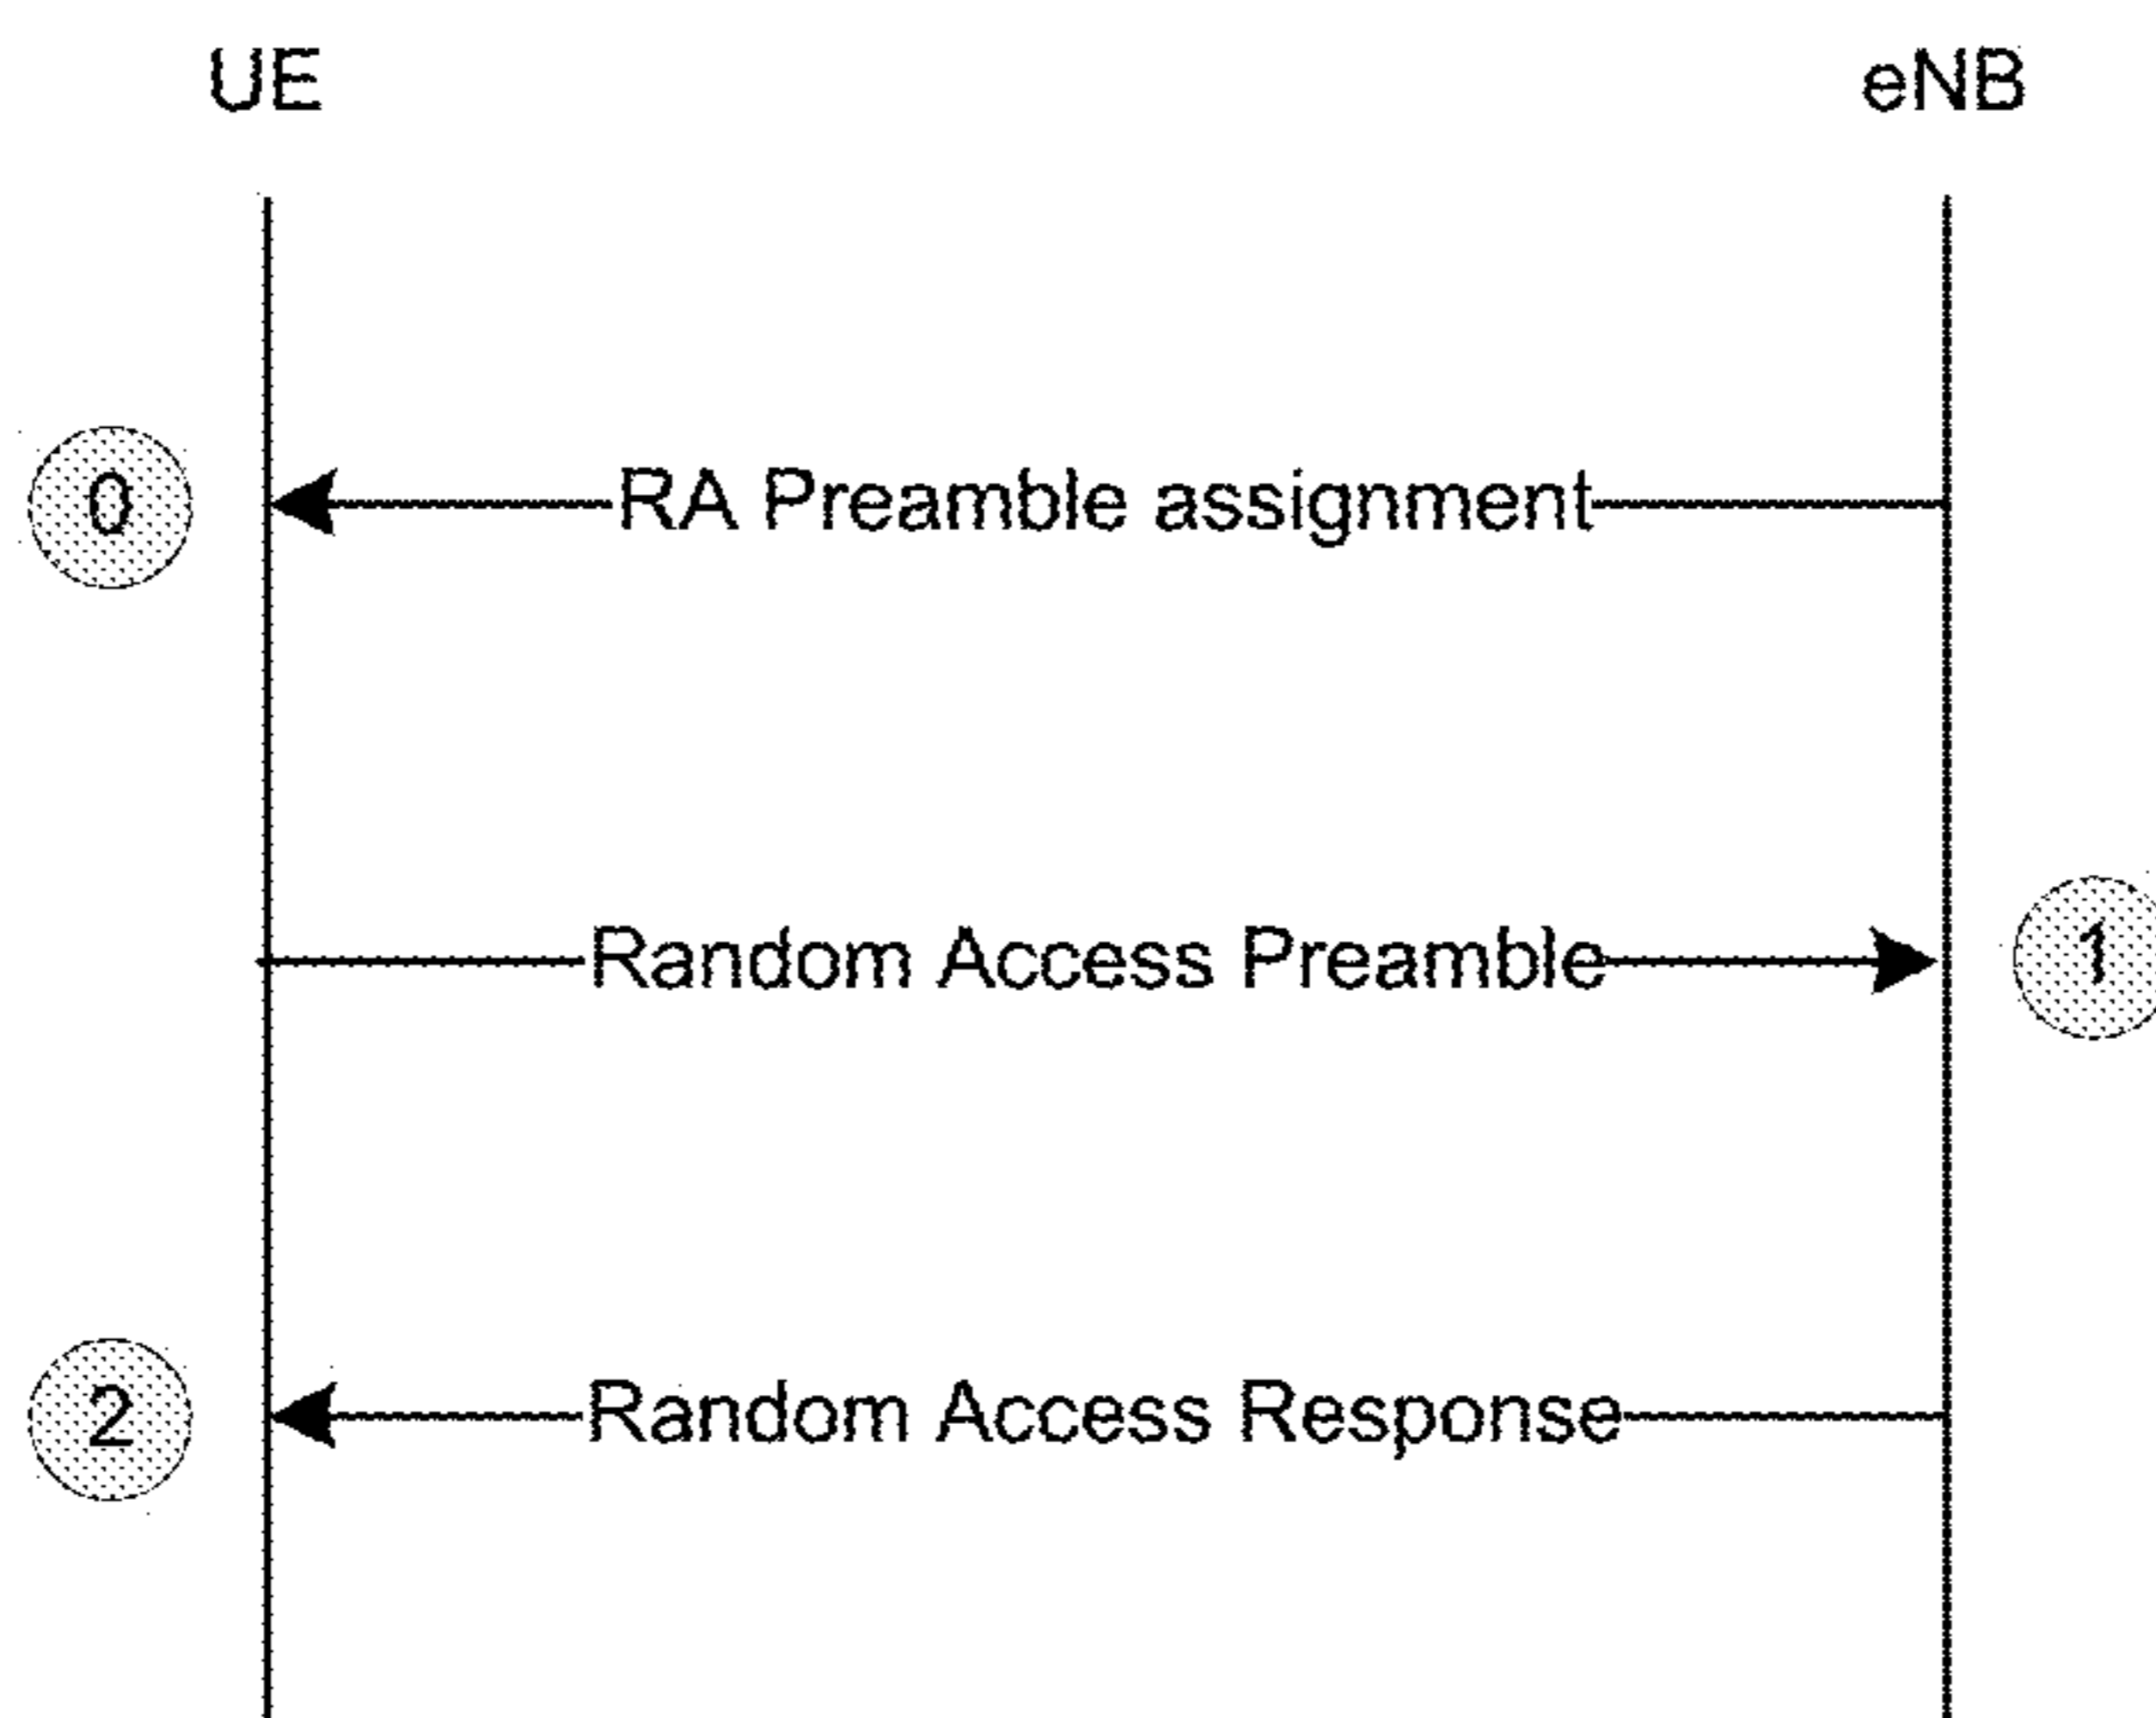 UE
eNB
0
RA Preamble assignment
Random Access Preamble
1
2
Random Access Response